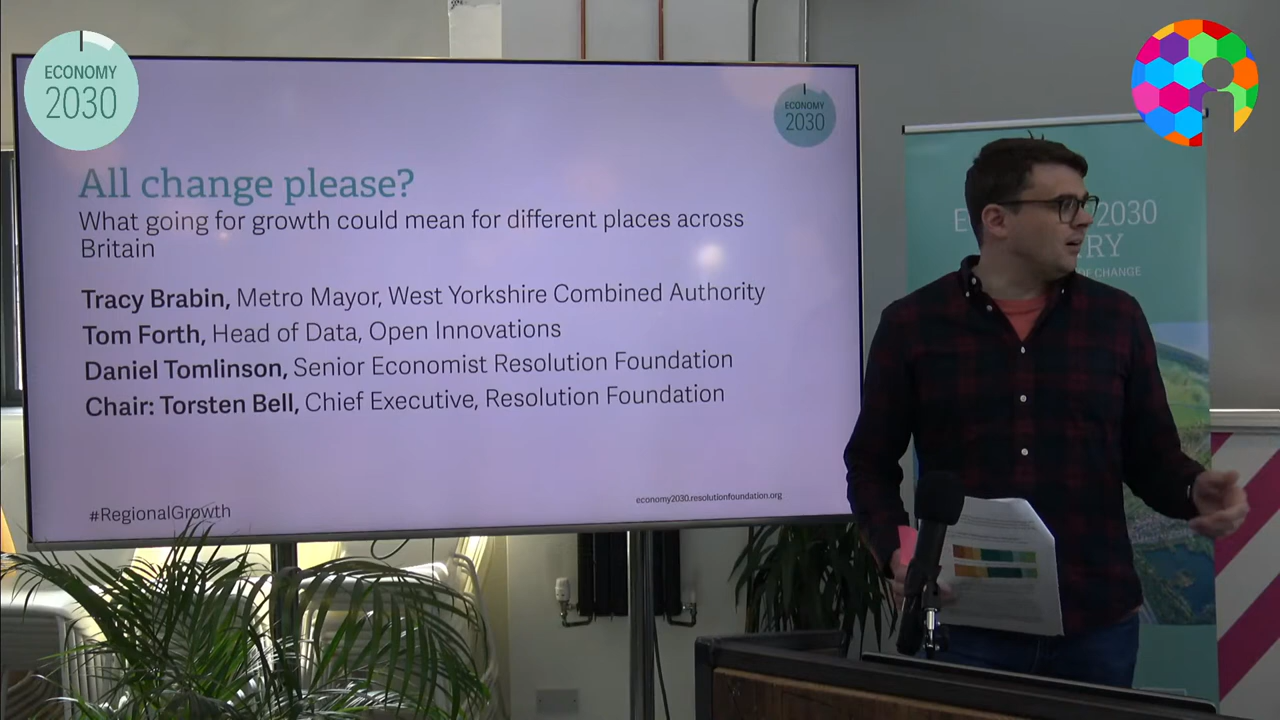 ECONOMY
2030
ECONOMY
2030
All change please?
What going for growth could mean for different places across
Britain
Tracy Brabin, Metro Mayor, West Yorkshire Combined Authority
Tom Forth, Head of Data, Open Innovations
Daniel Tomlinson, Senior Economist Resolution Foundation
Chair: Torsten Bell, Chief Executive, Resolution Foundation
#RegionalGrowth
economy2030.resolutionfoundation.org
2030
CHANGE